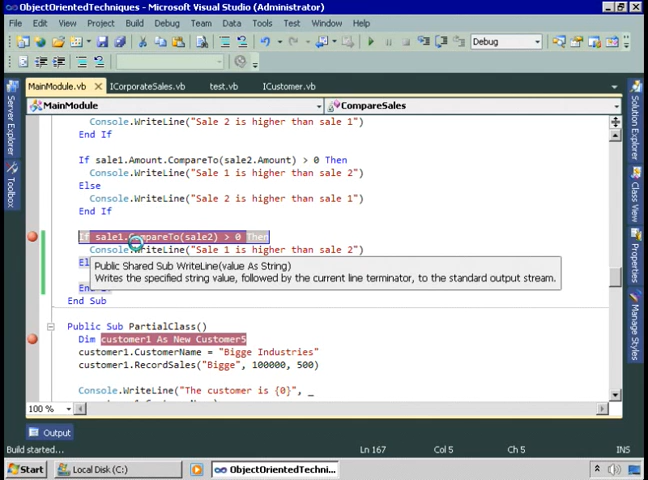 ObjectOrientedTechniques - Microsoft Visual Studio (Administrator)
File Edit View Project Build Debug Team Data Tools Test Window Help
Debug
MainModule.vb ICorporateSales.vb test.vb ICustomer.vb
MainModule CompareSales
Server Explorer
Toolbox
Solution Explorer
Properties
Manage Styles
Console.WriteLine("Sale 2 is higher than sale 1")
End If
If sale1.Amount.CompareTo(sale2.Amount) > 0 Then
Console.WriteLine("Sale 1 is higher than sale 2")
Else
Console.WriteLine("Sale 2 is higher than sale 1")
End If
If sale1.CompareTo(sale2) > 0 Then
Console.WriteLine("Sale 1 is higher than sale 2")
Public Shared Sub WriteLine(value As String)
Writes the specified string value, followed by the current line terminator, to the standard output stream.
End Sub
Public Sub PartialClass()
Dim customer1 As New Customer5
customer1.CustomerName = "Bigge Industries"
customer1.RecordSales("Bigge", 100000, 500)
Console.WriteLine("The customer is {0}", _
100 %
Output
Build started... Ln 167 Col 5 Ch 5 INS
Start Local Disk (C:) ObjectOrientedTechni...